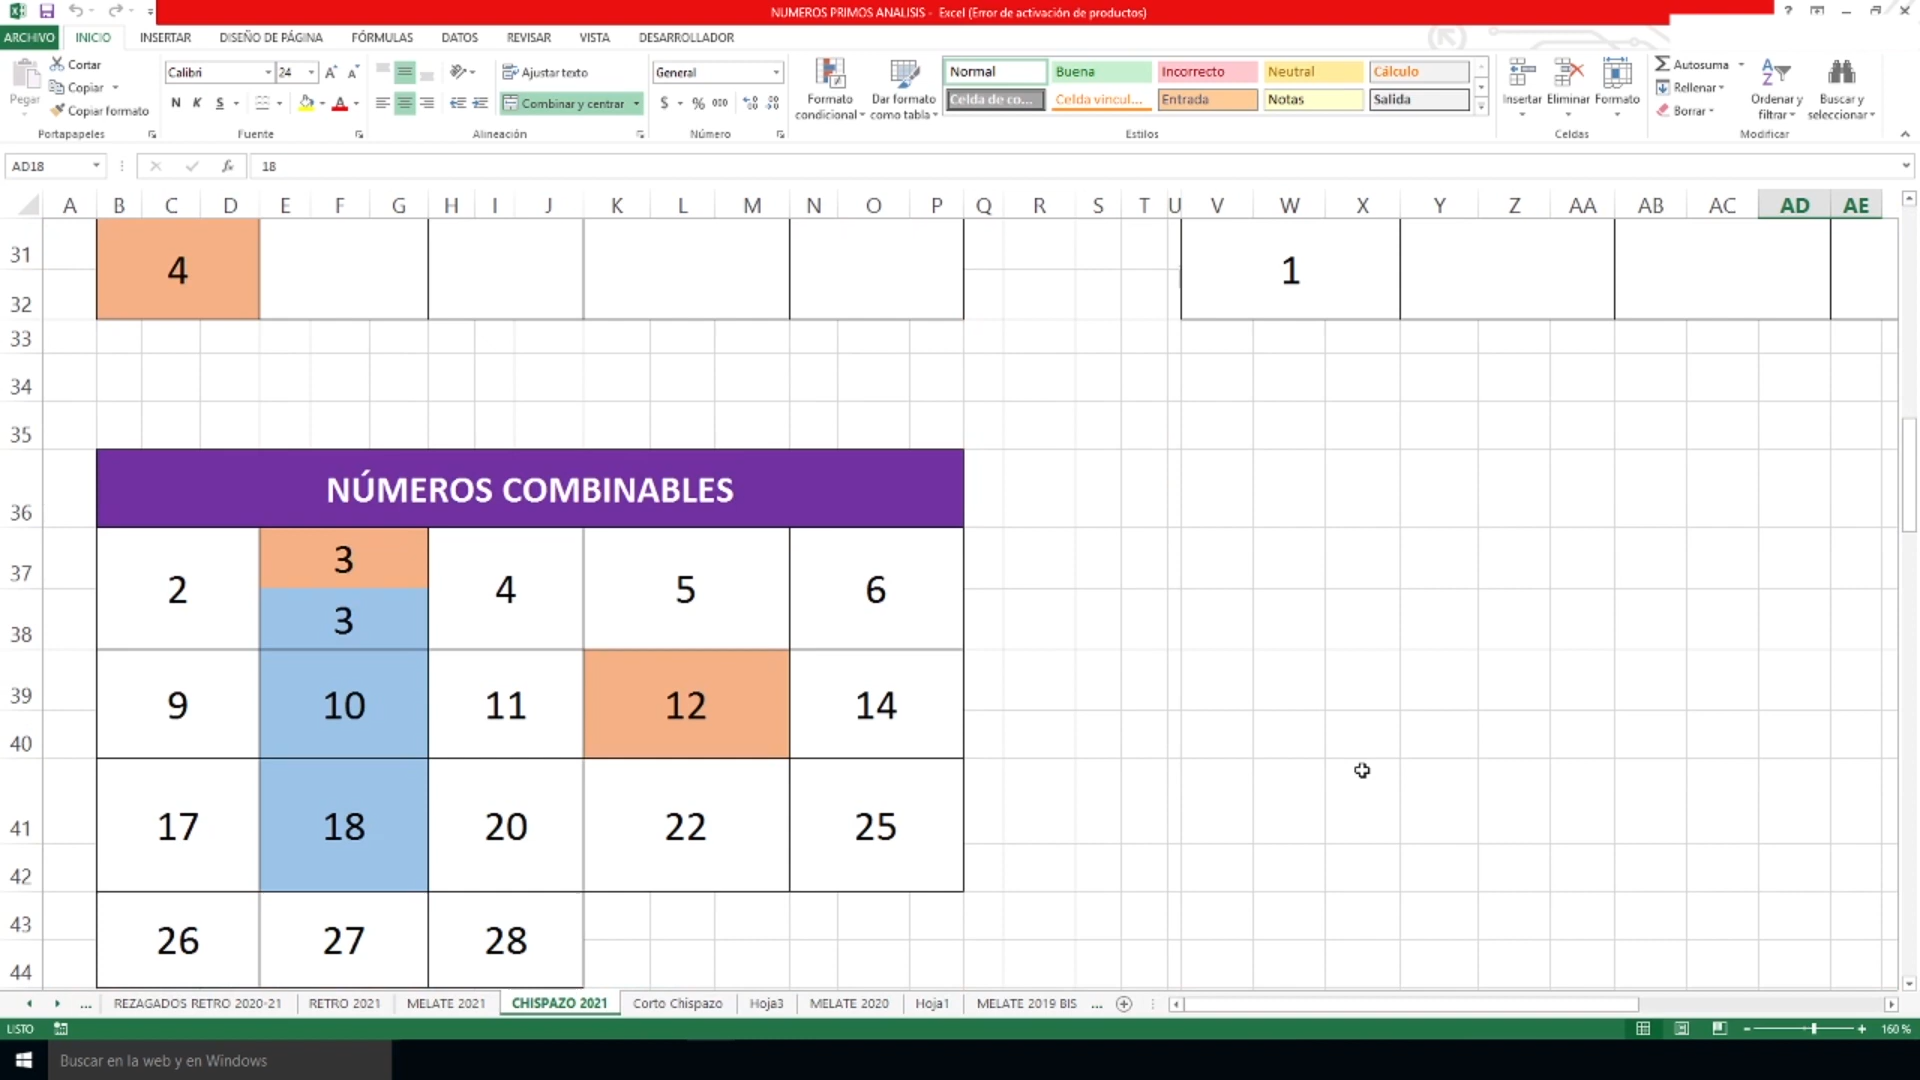 NUMEROS PRIMOS ANALISIS - Excel (Error de activación de productos)
ARCHIVO INICIO INSERTAR DISEÑO DE PÁGINA FÓRMULAS DATOS REVISAR VISTA DESARROLLADOR
Pegar
Cortar
Copiar
Copiar formato
Portapapeles
Calibri 24
N K S
Fuente
Ajustar texto
Combinar y centrar
Alineación
General
$ % 000
Número
Formato condicional
Dar formato como tabla
Normal Buena Incorrecto Neutral Cálculo
Celda de co... Celda vincul... Entrada Notas Salida
Estilos
Insertar Eliminar Formato
Celdas
Autosuma
Rellenar
Borrar
Ordenar y filtrar
Buscar y seleccionar
Modificar
AD18 fx 18
A B C D E F G H I J K L M N O P Q R S T U V W X Y Z AA AB AC AD AE
31
4 1
32
33
34
35
36 NÚMEROS COMBINABLES
37 3
2 4 5 6
38 3
39
9 10 11 12 14
40
41 17 18 20 22 25
42
43 26 27 28
44
... REZAGADOS RETRO 2020-21 RETRO 2021 MELATE 2021 CHISPAZO 2021 Corto Chispazo Hoja3 MELATE 2020 Hoja1 MELATE 2019 BIS ...
LISTO 160 %
Buscar en la web y en Windows